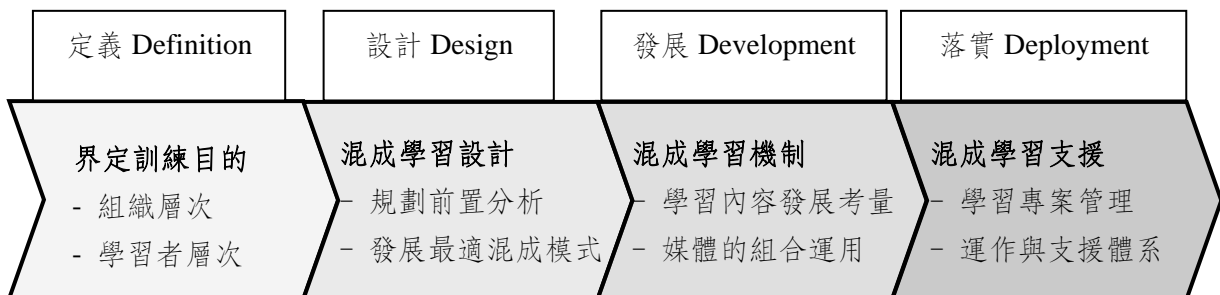 定義 Definition
設計 Design
發展 Development
落實 Deployment
界定訓練目的
- 組織層次
- 學習者層次
混成學習設計
- 規劃前置分析
- 發展最適混成模式
混成學習機制
- 學習內容發展考量
- 媒體的組合運用
混成學習支援
- 學習專案管理
- 運作與支援體系